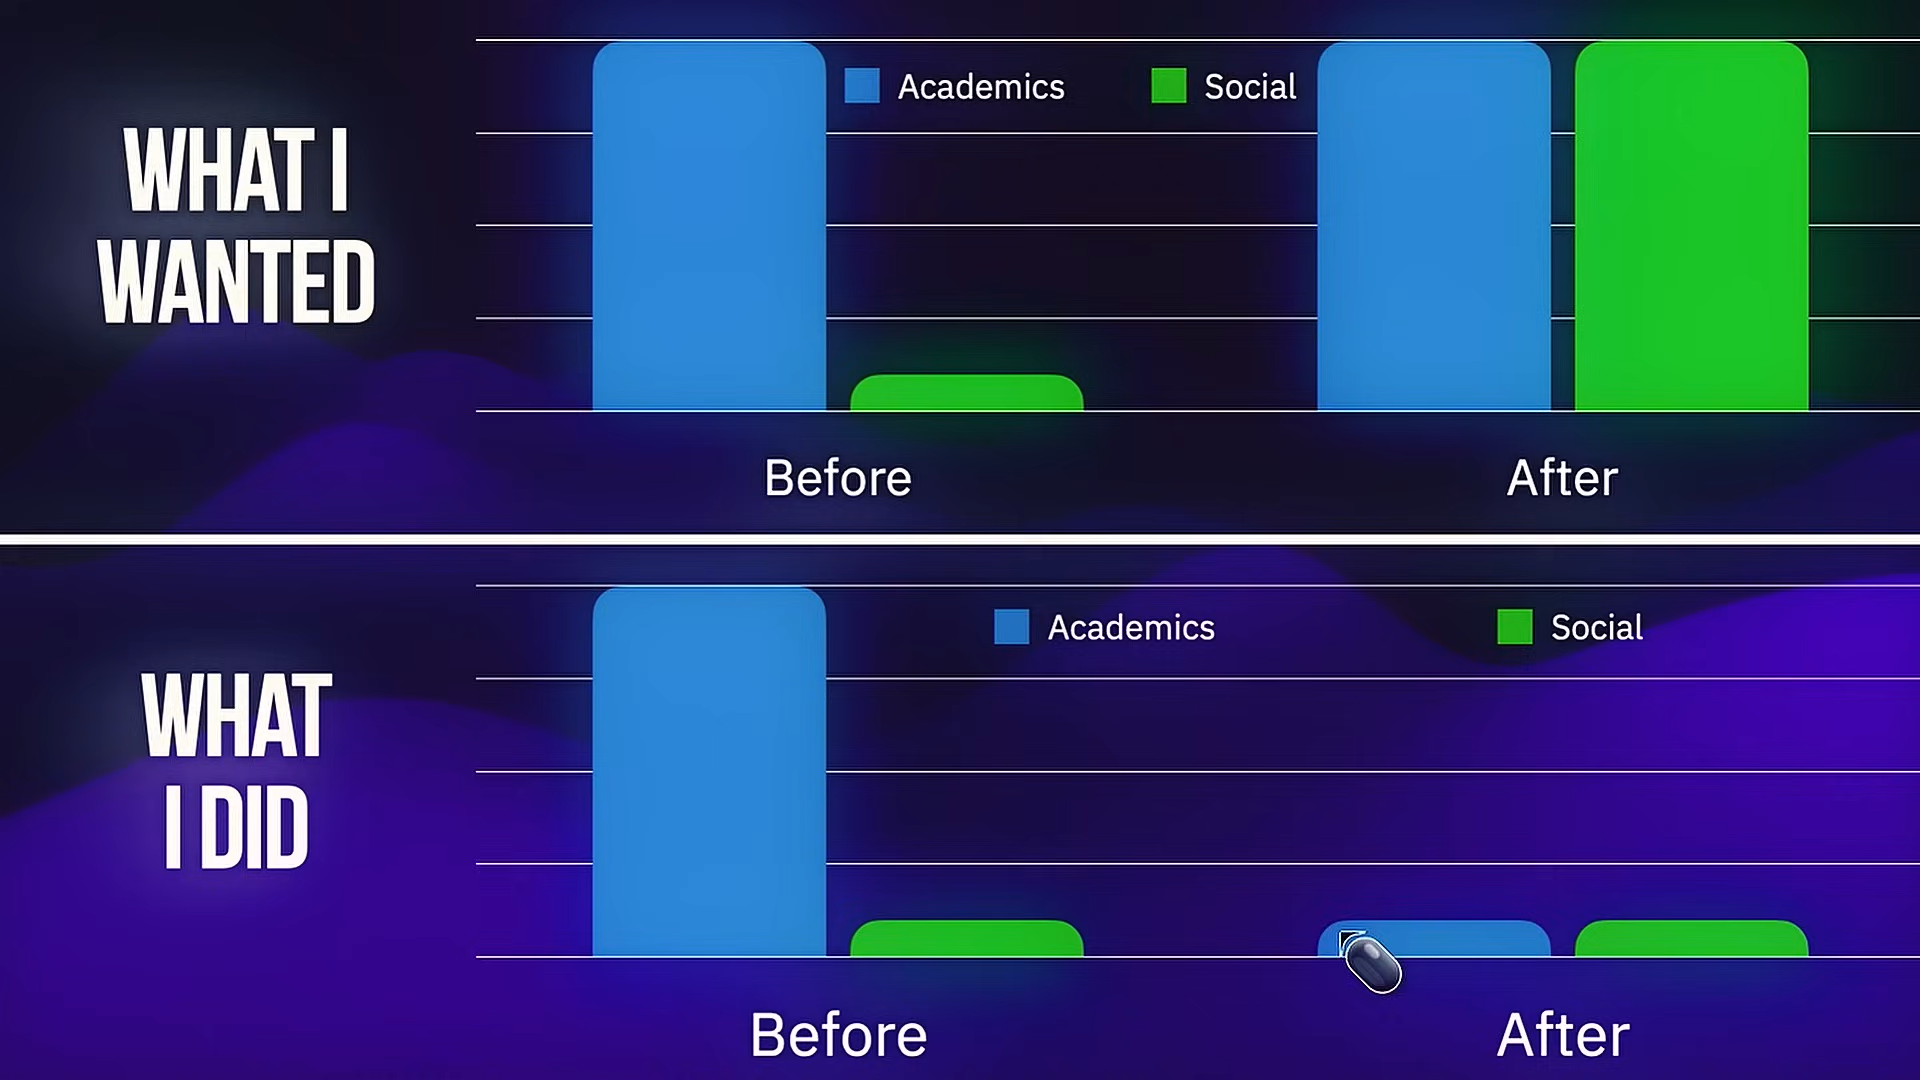 WHAT I
WANTED
Academics
Social
Before
After
WHAT
I DID
Academics
Social
Before
After